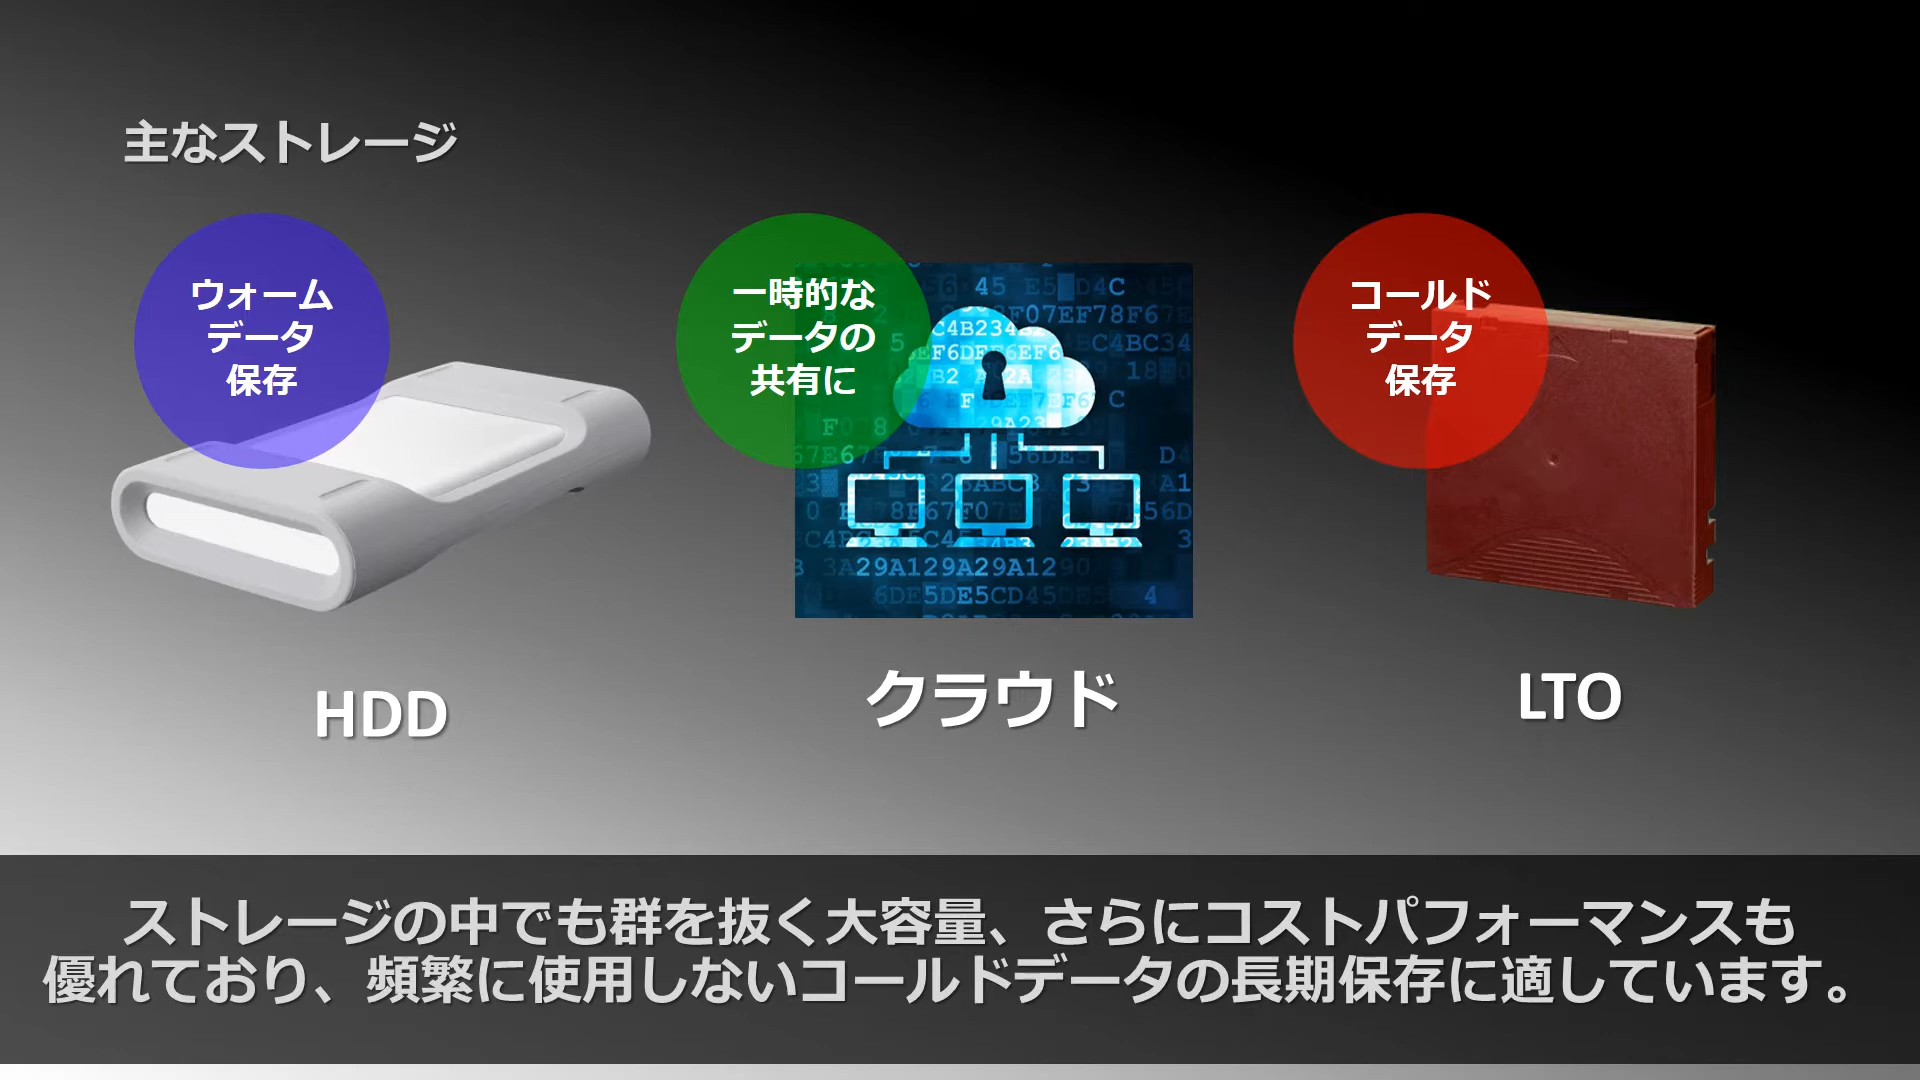 主なストレージ
ウォーム
データ
保存
一時的な
データの
共有に
コールド
データ
保存
HDD
クラウド
LTO
ストレージの中でも群を抜く大容量、さらにコストパフォーマンスも
優れており、頻繁に使用しないコールドデータの長期保存に適しています。